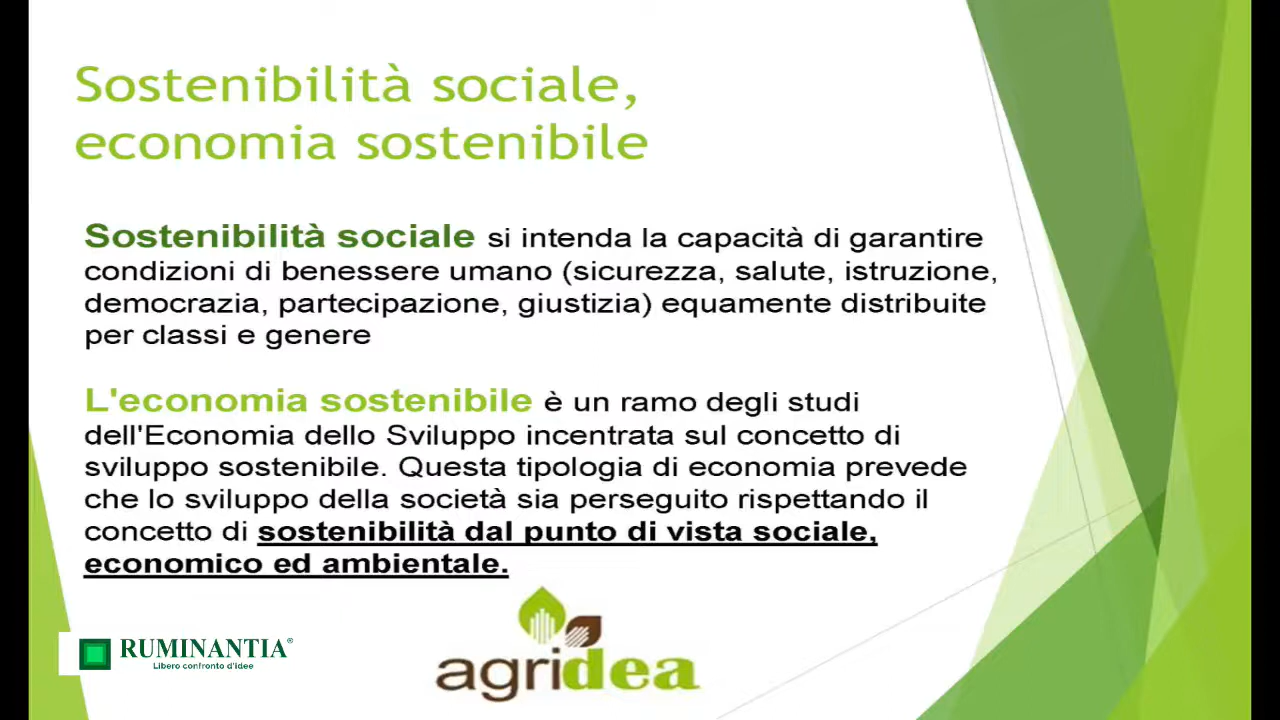 Sostenibilità sociale,
economia sostenibile
Sostenibilità sociale si intenda la capacità di garantire
condizioni di benessere umano (sicurezza, salute, istruzione,
democrazia, partecipazione, giustizia) equamente distribuite
per classi e genere
L'economia sostenibile è un ramo degli studi
dell'Economia dello Sviluppo incentrata sul concetto di
sviluppo sostenibile. Questa tipologia di economia prevede
che lo sviluppo della società sia perseguito rispettando il
concetto di sostenibilità dal punto di vista sociale,
economico ed ambientale.
RUMINANTIA®
Libero confronto d'idee
agridea